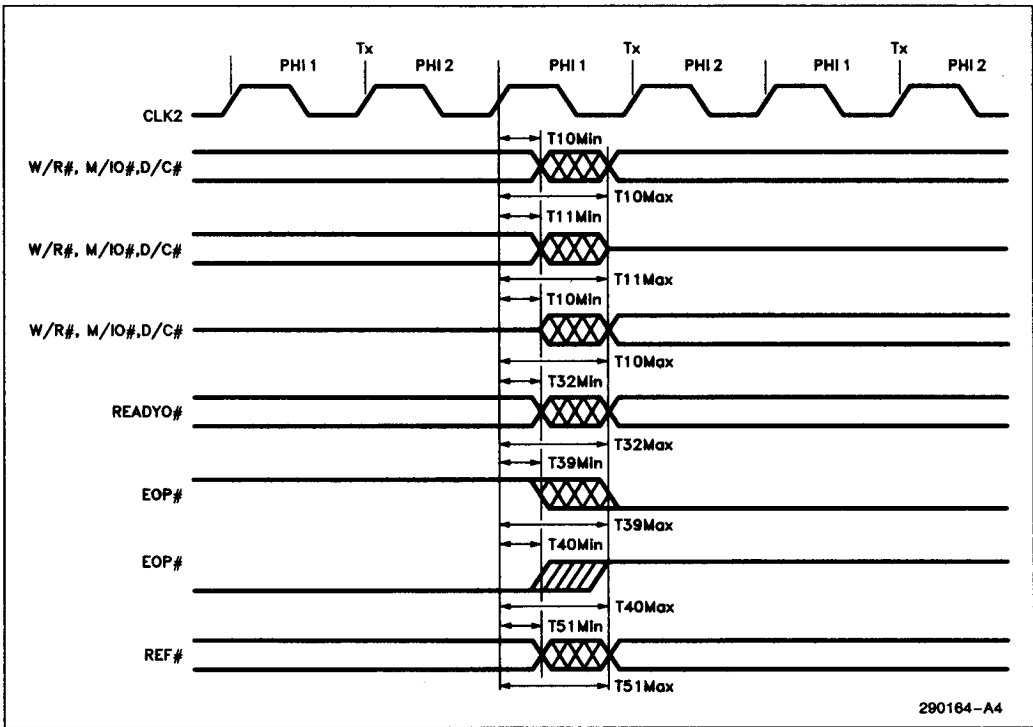 Tx Tx Tx
PHI 1 PHI 2 PHI 1 PHI 2 PHI 1 PHI 2
CLK2
T10Min
W/R#, M/IO#,D/C#
T10Max
T11Min
W/R#, M/IO#,D/C#
T11Max
T10Min
W/R#, M/IO#,D/C#
T10Max
T32Min
READYO#
T32Max
T39Min
EOP#
T39Max
T40Min
EOP#
T40Max
T51Min
REF#
T51Max
290164-A4